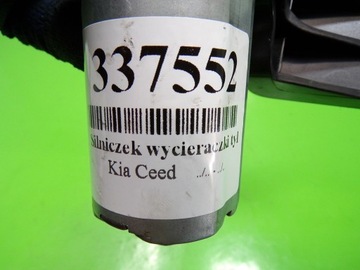 337552
Silniczek wycieraczki tył
Kia Ceed ../.. - ../..